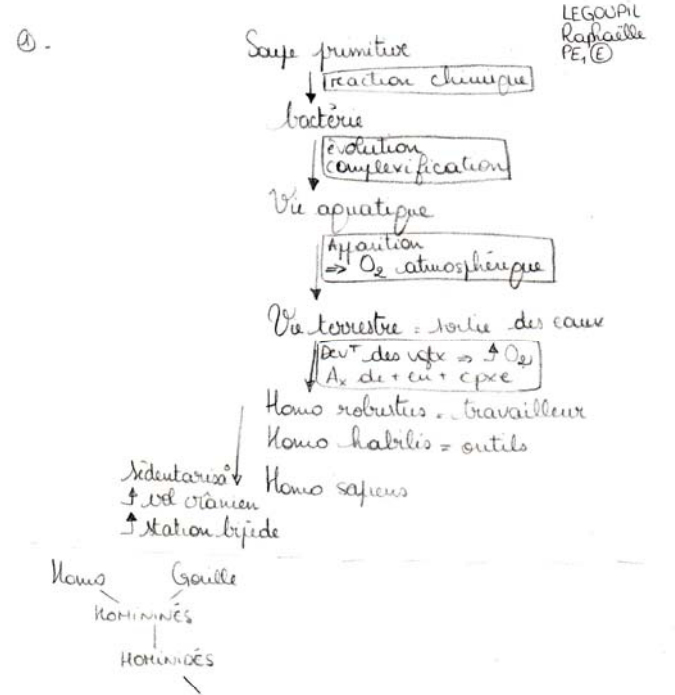 LEGOUPIL
Raphaëlle
PE, E
1.
Soupe primitive
réaction chimique
bactérie
évolution
complexification
Vie aquatique
Apparition
⇒ O2 atmosphérique
Vie terrestre = sortie des eaux
DevT des vgtx ⇒ ↑ O2
Ax de + en + cpxe
Homo robustus = travailleur
Homo habilis = outils
Homo sapiens
Sédentariso
↑ vol crânien
↑ station bipède
Homo Gorille
HOMININÉS
HOMINIDÉS